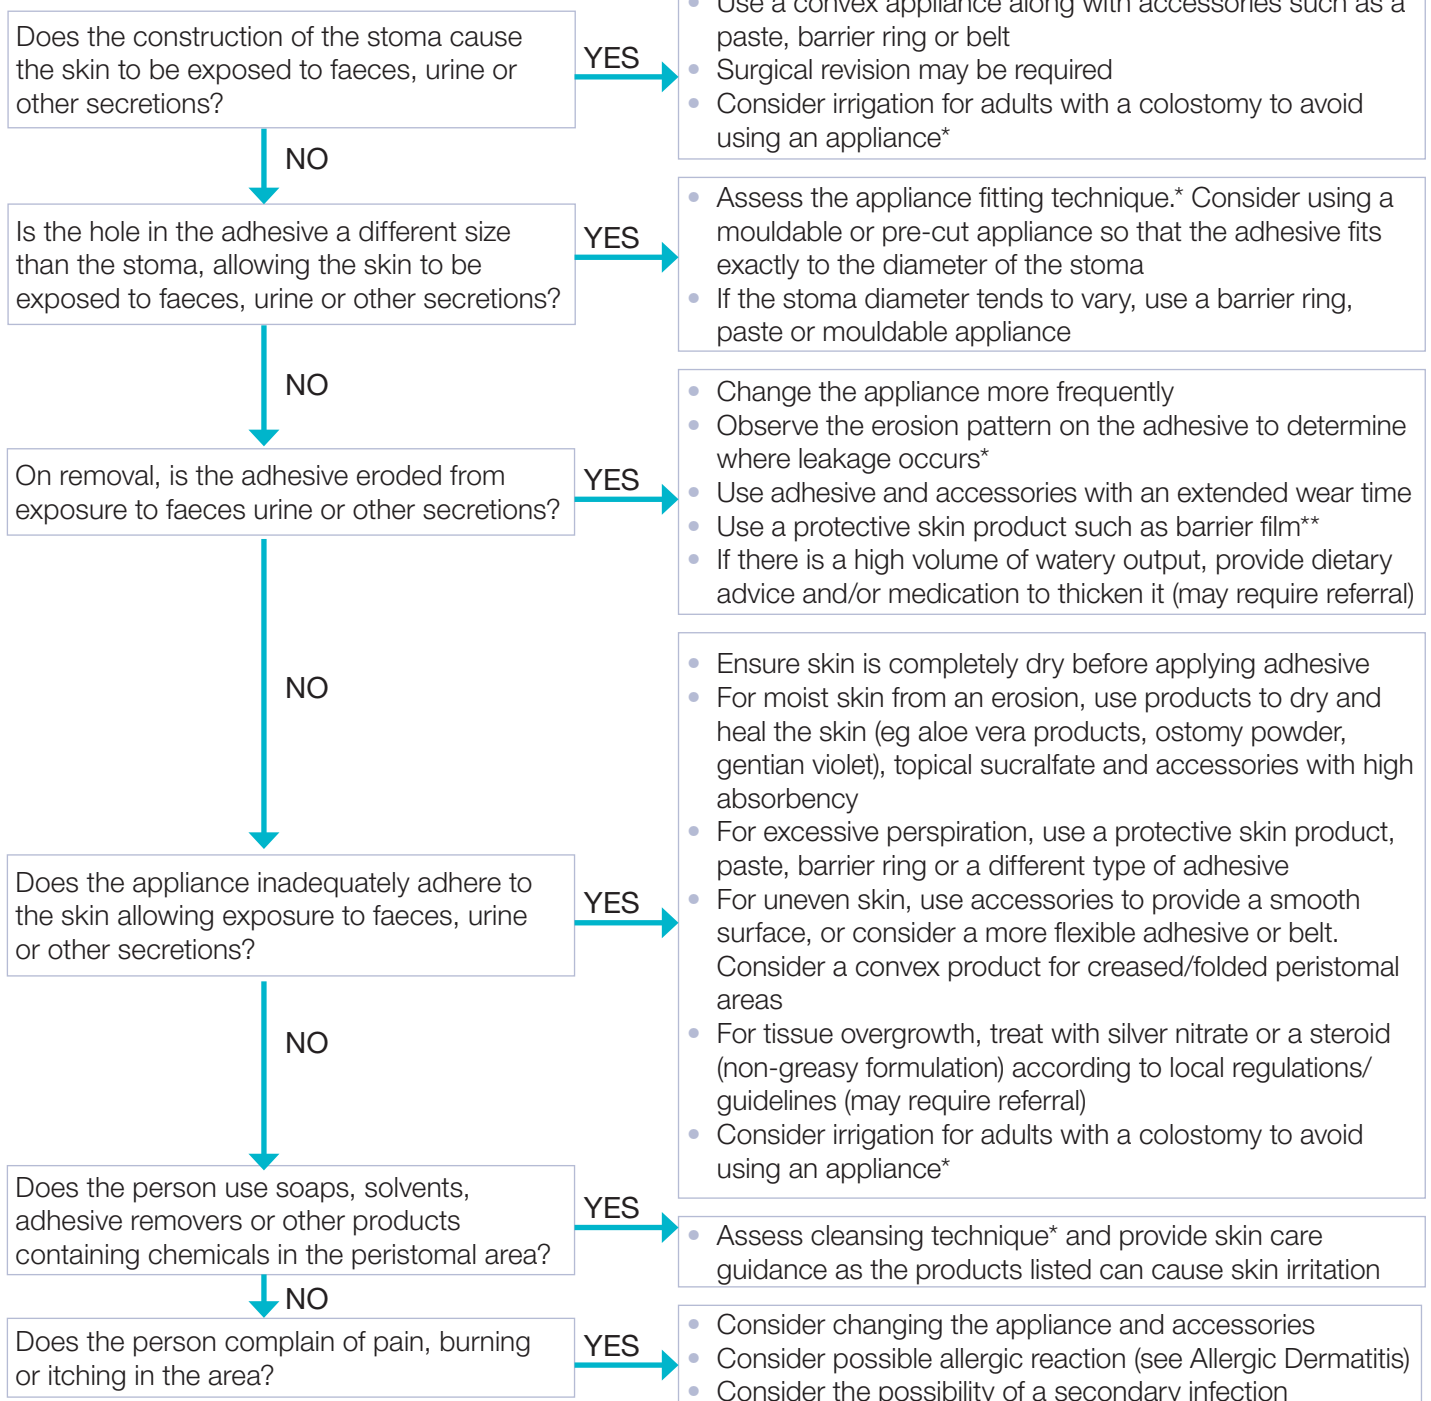 Use a convex appliance along with accessories such as a
Does the construction of the stoma cause
the skin to be exposed to faeces, urine or
other secretions?
YES
paste, barrier ring or belt
Surgical revision may be required
Consider irrigation for adults with a colostomy to avoid
using an appliance*
NO
Is the hole in the adhesive a different size
than the stoma, allowing the skin to be
exposed to faeces, urine or other secretions?
YES
Assess the appliance fitting technique.* Consider using a
mouldable or pre-cut appliance so that the adhesive fits
exactly to the diameter of the stoma
If the stoma diameter tends to vary, use a barrier ring,
paste or mouldable appliance
NO
On removal, is the adhesive eroded from
exposure to faeces urine or other secretions?
YES
Change the appliance more frequently
Observe the erosion pattern on the adhesive to determine
where leakage occurs*
Use adhesive and accessories with an extended wear time
Use a protective skin product such as barrier film**
If there is a high volume of watery output, provide dietary
advice and/or medication to thicken it (may require referral)
NO
Does the appliance inadequately adhere to
the skin allowing exposure to faeces, urine
or other secretions?
YES
Ensure skin is completely dry before applying adhesive
For moist skin from an erosion, use products to dry and
heal the skin (eg aloe vera products, ostomy powder,
gentian violet), topical sucralfate and accessories with high
absorbency
For excessive perspiration, use a protective skin product,
paste, barrier ring or a different type of adhesive
For uneven skin, use accessories to provide a smooth
surface, or consider a more flexible adhesive or belt.
Consider a convex product for creased/folded peristomal
areas
For tissue overgrowth, treat with silver nitrate or a steroid
(non-greasy formulation) according to local regulations/
guidelines (may require referral)
Consider irrigation for adults with a colostomy to avoid
using an appliance*
NO
Does the person use soaps, solvents,
adhesive removers or other products
containing chemicals in the peristomal area?
YES
Assess cleansing technique* and provide skin care
guidance as the products listed can cause skin irritation
NO
Does the person complain of pain, burning
or itching in the area?
YES
Consider changing the appliance and accessories
Consider possible allergic reaction (see Allergic Dermatitis)
Consider the possibility of a secondary infection